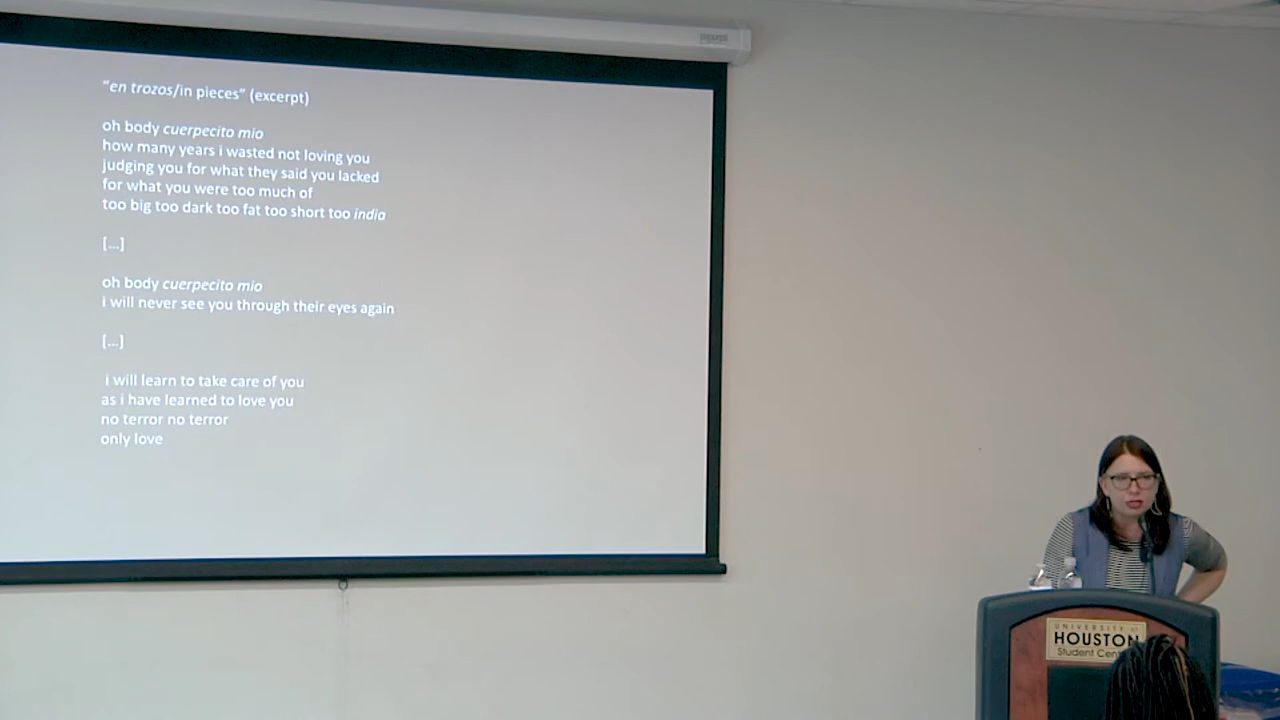 “en trozos/in pieces” (excerpt)
oh body cuerpecito mio
how many years i wasted not loving you
judging you for what they said you lacked
for what you were too much of
too big too dark too fat too short too india
[...]
oh body cuerpecito mio
i will never see you through their eyes again
[...]
i will learn to take care of you
as i have learned to love you
no terror no terror
only love
UNIVERSITY of
HOUSTON
Student